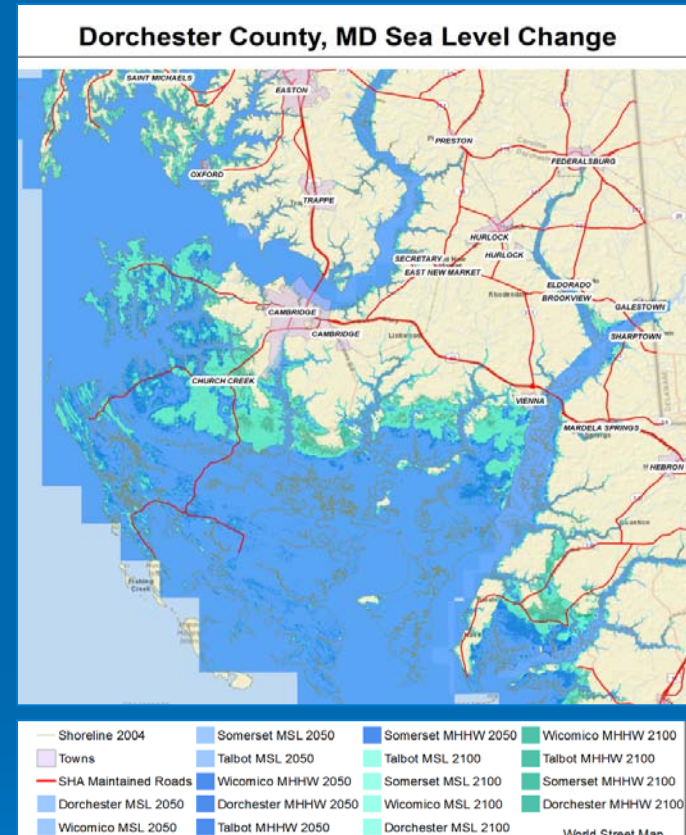 Dorchester County, MD Sea Level Change
SAINT MICHAELS
EASTON
PRESTON
FEDERALSBURG
OXFORD
TRAPPE
HURLOCK
HURLOCK
SECRETARY
EAST NEW MARKET
ELDORADO
BROOKVIEW
GALESTOWN
SHARPTOWN
CAMBRIDGE
CAMBRIDGE
CHURCH CREEK
VIENNA
MARDELA SPRINGS
HEBRON
Fishing
Creek
Shoreline 2004
Towns
SHA Maintained Roads
Dorchester MSL 2050
Wicomico MSL 2050
Somerset MSL 2050
Talbot MSL 2050
Wicomico MHHW 2050
Dorchester MHHW 2050
Talbot MHHW 2050
Somerset MHHW 2050
Talbot MSL 2100
Somerset MSL 2100
Wicomico MSL 2100
Dorchester MSL 2100
Wicomico MHHW 2100
Talbot MHHW 2100
Somerset MHHW 2100
Dorchester MHHW 2100
World Street Map